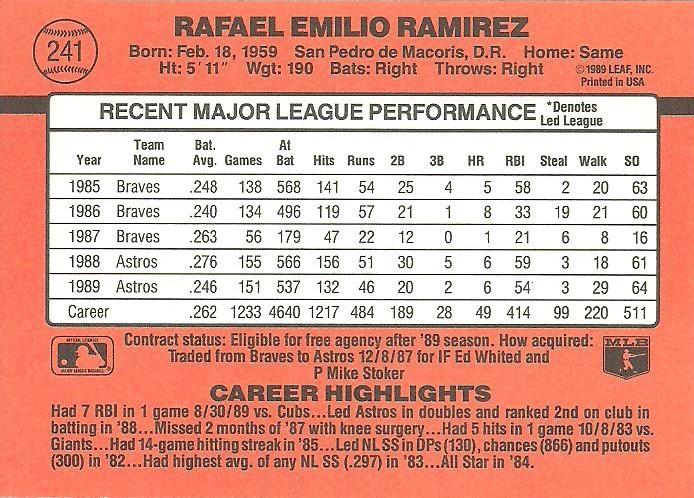 RAFAEL EMILIO RAMIREZ
241
Born: Feb. 18, 1959 San Pedro de Macoris, D.R. Home: Same
Ht: 5' 11" Wgt: 190 Bats: Right Throws: Right
©1989 LEAF, INC.
Printed in USA
RECENT MAJOR LEAGUE PERFORMANCE *Denotes Led League
Year Team Name Bat. Avg. Games At Bat Hits Runs 2B 3B HR RBI Steal Walk SO
1985 Braves .248 138 568 141 54 25 4 5 58 2 20 63
1986 Braves .240 134 496 119 57 21 1 8 33 19 21 60
1987 Braves .263 56 179 47 22 12 0 1 21 6 8 16
1988 Astros .276 155 566 156 51 30 5 6 59 3 18 61
1989 Astros .246 151 537 132 46 20 2 6 54 3 29 64
Career .262 1233 4640 1217 484 189 28 49 414 99 220 511
Contract status: Eligible for free agency after '89 season. How acquired:
Traded from Braves to Astros 12/8/87 for IF Ed Whited and
P Mike Stoker
MLB
CAREER HIGHLIGHTS
Had 7 RBI in 1 game 8/30/89 vs. Cubs...Led Astros in doubles and ranked 2nd on club in
batting in '88...Missed 2 months of '87 with knee surgery...Had 5 hits in 1 game 10/8/83 vs.
Giants...Had 14-game hitting streak in '85...Led NL SS in DPs (130), chances (866) and putouts
(300) in '82...Had highest avg. of any NL SS (.297) in '83...All Star in '84.